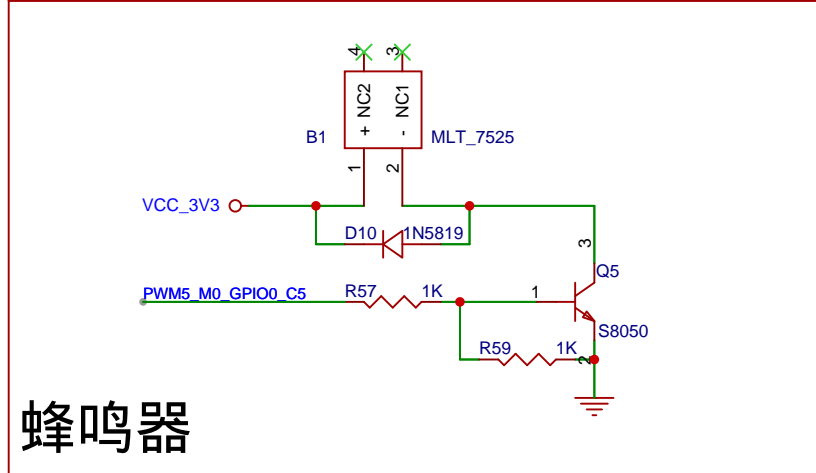 4 3
+ NC2
- NC1
B1 MLT_7525
1 2
VCC_3V3
D10 1N5819
3
Q5
PWM5_M0_GPIO0_C5 R57 1K 1
S8050
R59 1K 2
蜂鸣器